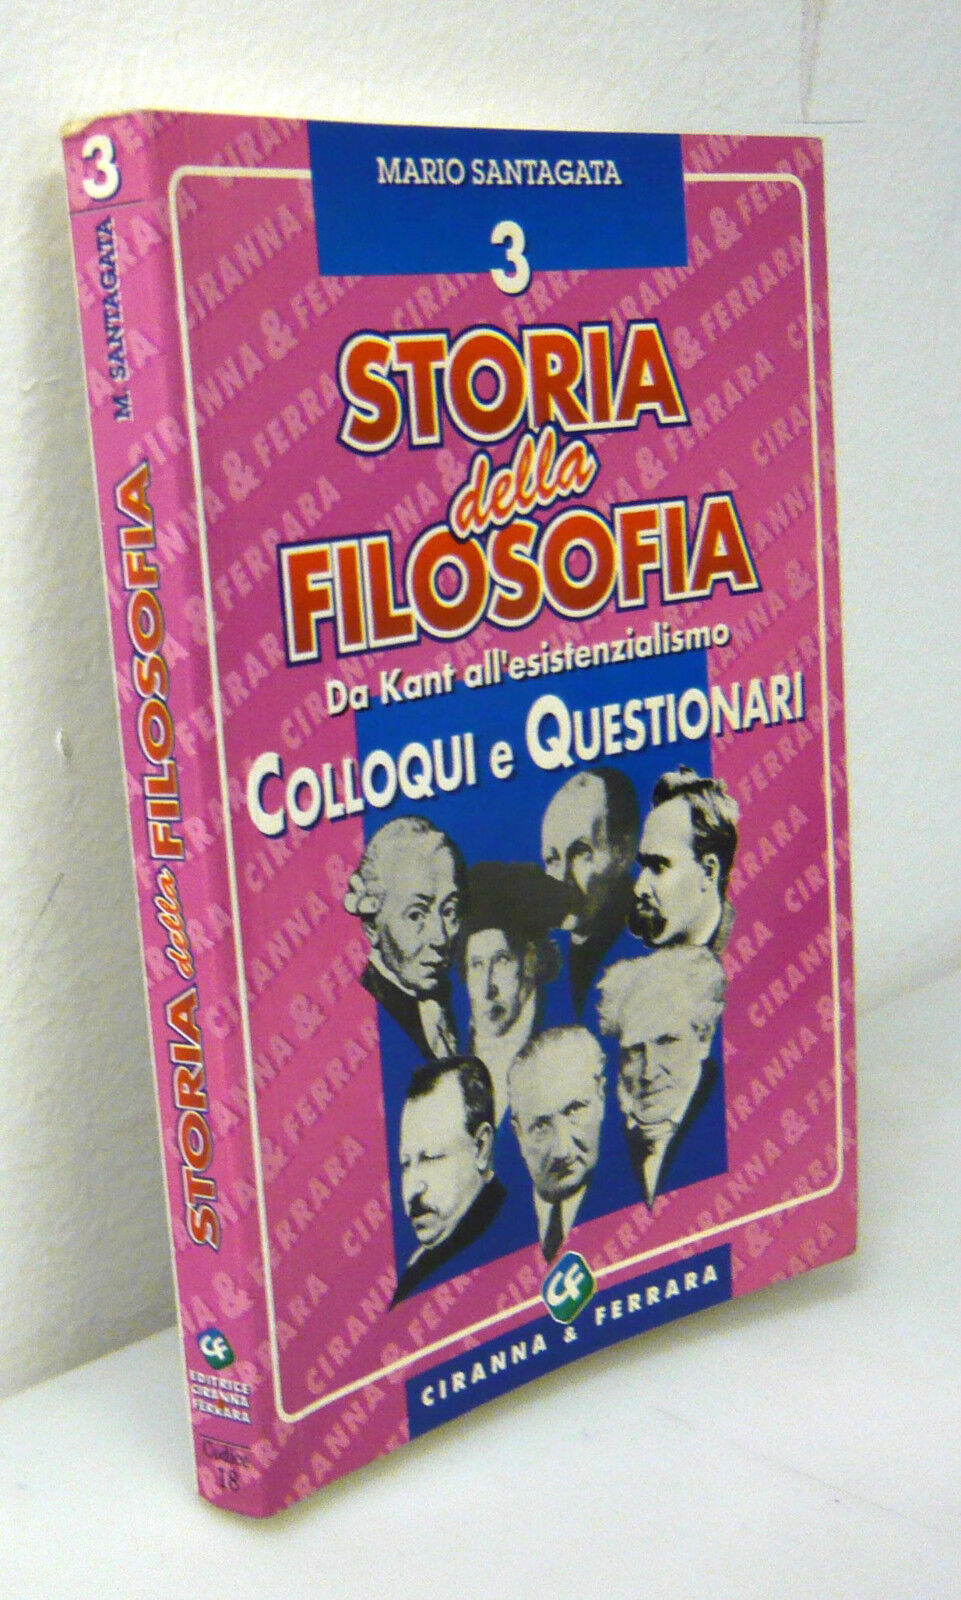 MARIO SANTAGATA
3
STORIA
della
FILOSOFIA
Da Kant all'esistenzialismo
COLLOQUI e QUESTIONARI
CF
CIRANNA & FERRARA
3
M. SANTAGATA
STORIA della FILOSOFIA
CF
EDITRICE
CIRANNA
FERRARA
Codice
18